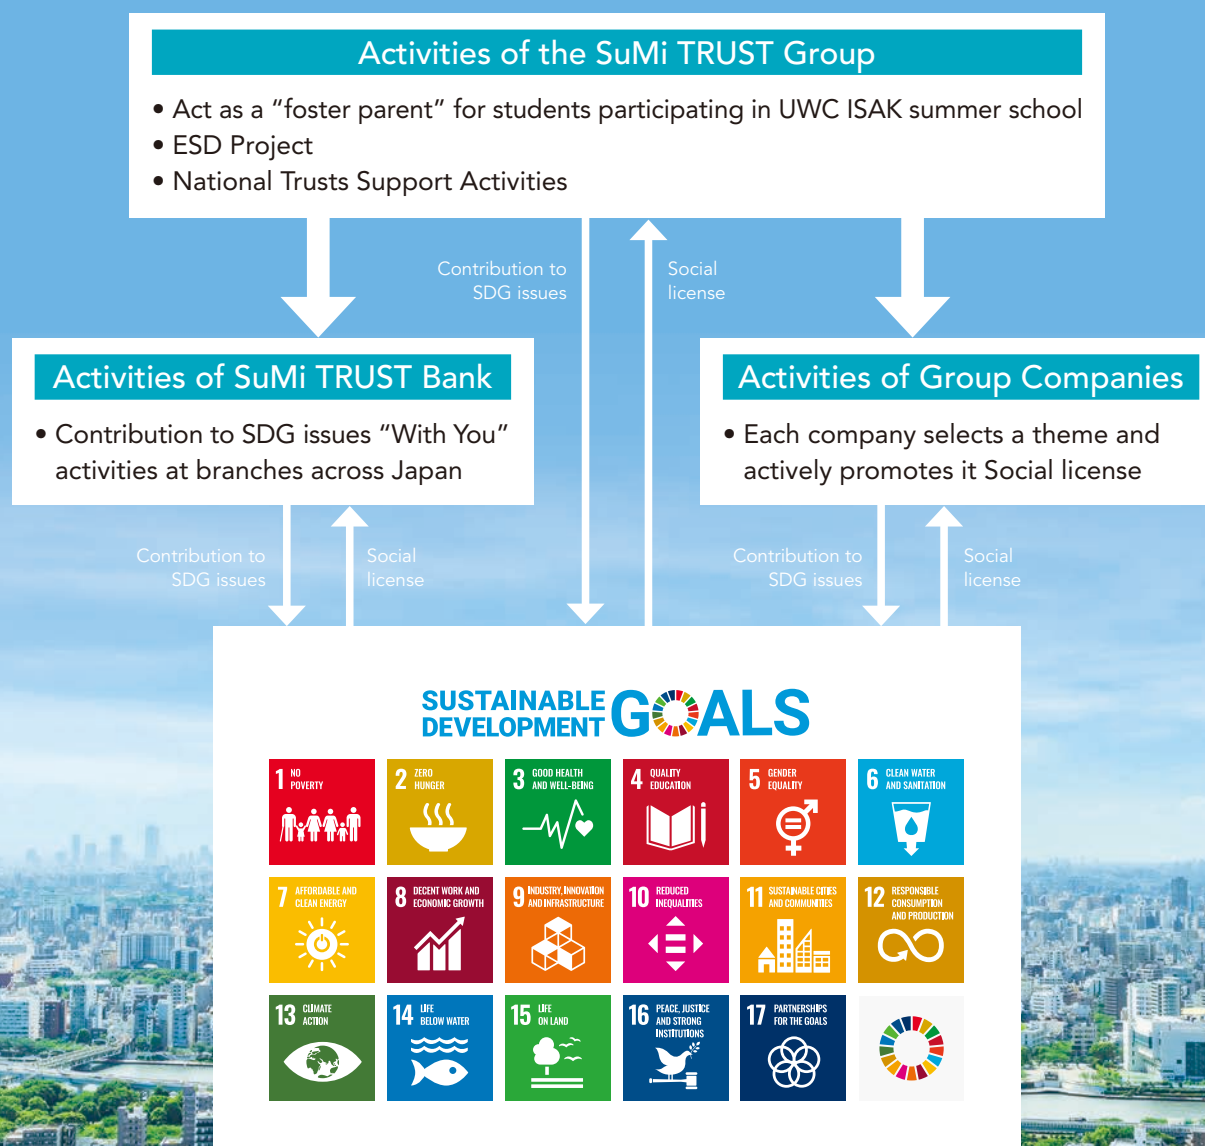 Activities of the SuMi TRUST Group
• Act as a “foster parent” for students participating in UWC ISAK summer school
• ESD Project
• National Trusts Support Activities
Contribution to
SDG issues
Social
license
Activities of SuMi TRUST Bank
• Contribution to SDG issues “With You”
activities at branches across Japan
Activities of Group Companies
• Each company selects a theme and
actively promotes it Social license
Contribution to
SDG issues
Social
license
Contribution to
SDG issues
Social
license
SUSTAINABLE
DEVELOPMENT
GOALS
1 NO
POVERTY
2 ZERO
HUNGER
3 GOOD HEALTH
AND WELL-BEING
4 QUALITY
EDUCATION
5 GENDER
EQUALITY
6 CLEAN WATER
AND SANITATION
7 AFFORDABLE AND
CLEAN ENERGY
8 DECENT WORK AND
ECONOMIC GROWTH
9 INDUSTRY, INNOVATION
AND INFRASTRUCTURE
10 REDUCED
INEQUALITIES
11 SUSTAINABLE CITIES
AND COMMUNITIES
12 RESPONSIBLE
CONSUMPTION
AND PRODUCTION
13 CLIMATE
ACTION
14 LIFE
BELOW WATER
15 LIFE
ON LAND
16 PEACE, JUSTICE
AND STRONG
INSTITUTIONS
17 PARTNERSHIPS
FOR THE GOALS